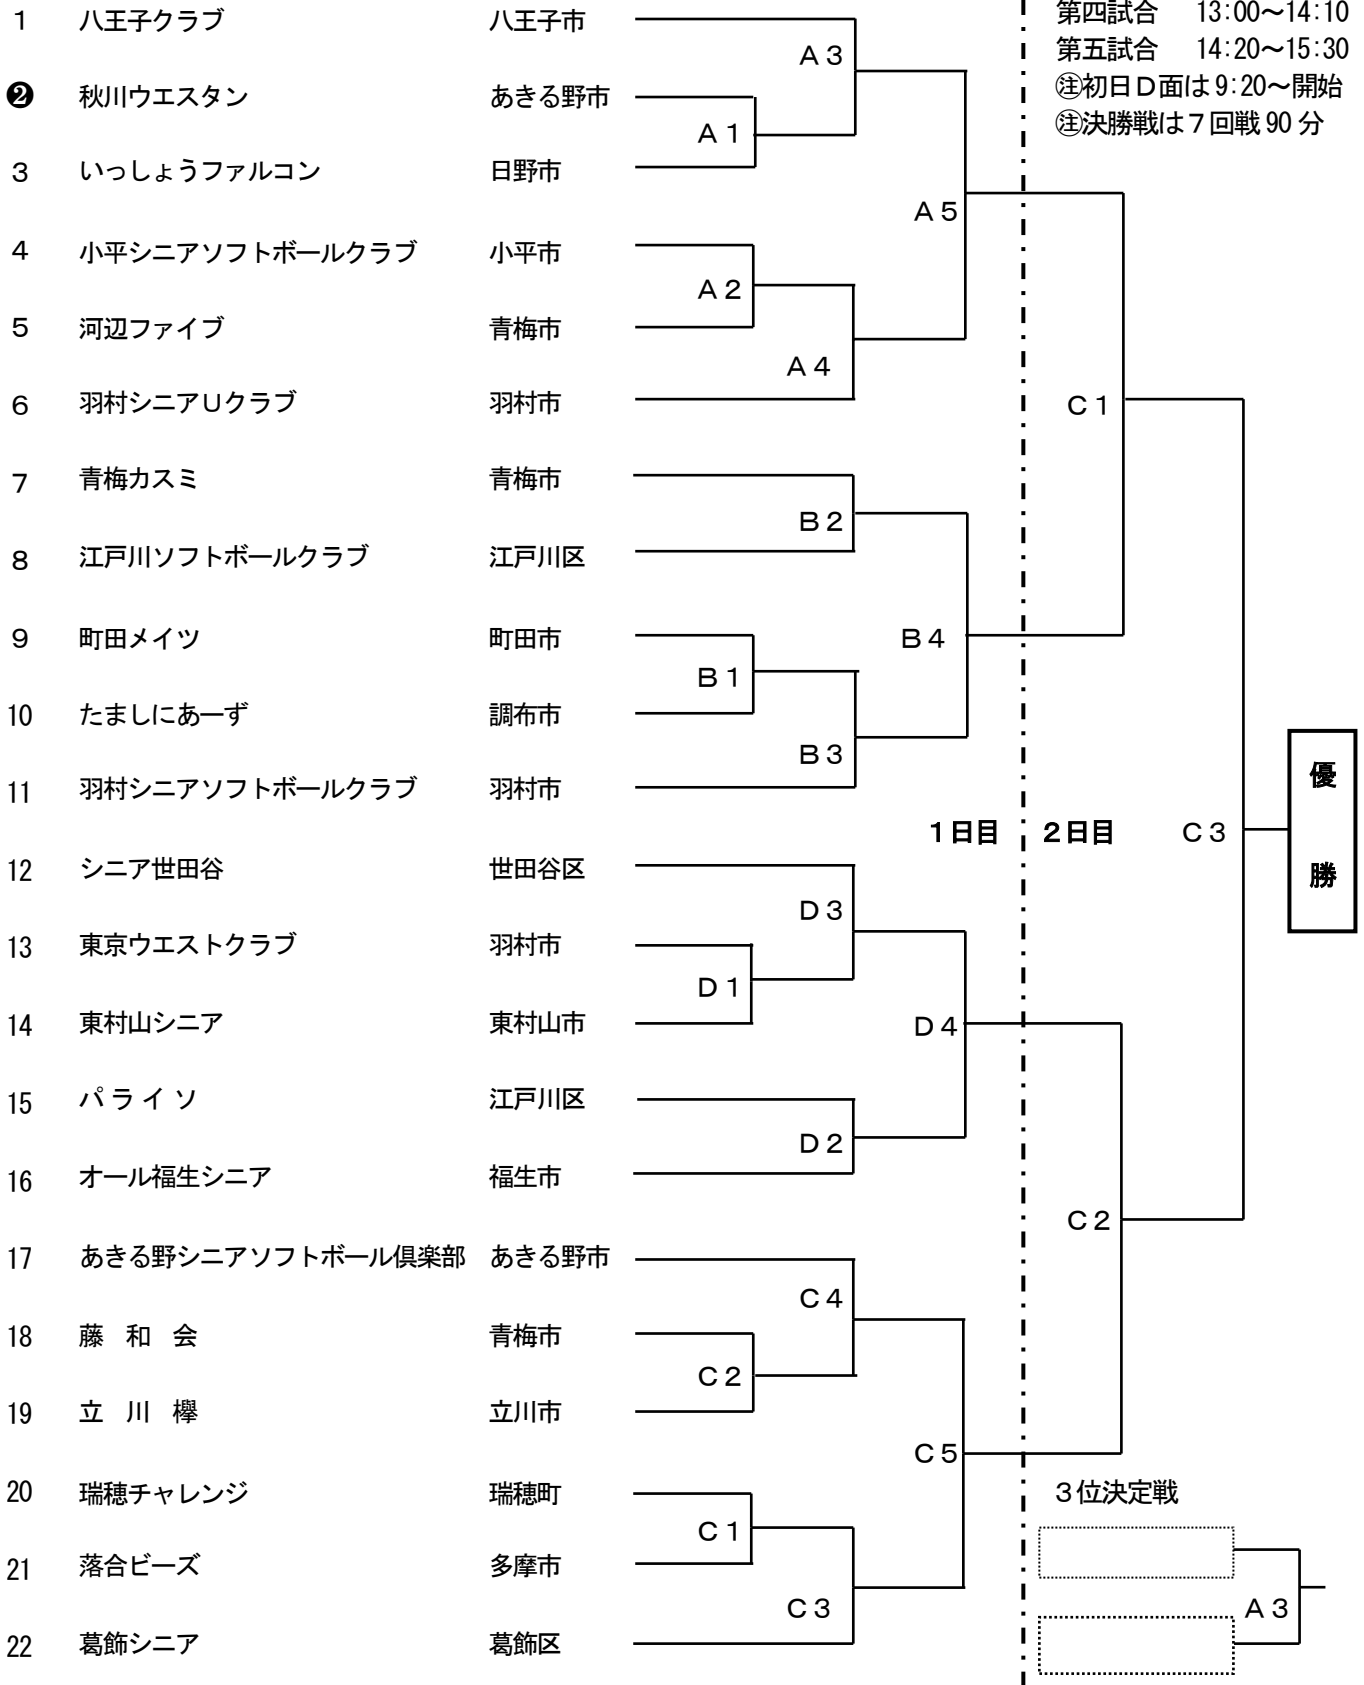 第四試合 13:00～14:10
第五試合 14:20～15:30
㊟初日Ｄ面は9:20～開始
㊟決勝戦は７回戦90分
1 八王子クラブ 八王子市
❷ 秋川ウエスタン あきる野市
3 いっしょうファルコン 日野市
4 小平シニアソフトボールクラブ 小平市
5 河辺ファイブ 青梅市
6 羽村シニアＵクラブ 羽村市
7 青梅カスミ 青梅市
8 江戸川ソフトボールクラブ 江戸川区
9 町田メイツ 町田市
10 たましにあーず 調布市
11 羽村シニアソフトボールクラブ 羽村市
12 シニア世田谷 世田谷区
13 東京ウエストクラブ 羽村市
14 東村山シニア 東村山市
15 パライソ 江戸川区
16 オール福生シニア 福生市
17 あきる野シニアソフトボール倶楽部 あきる野市
18 藤和会 青梅市
19 立川欅 立川市
20 瑞穂チャレンジ 瑞穂町
21 落合ビーズ 多摩市
22 葛飾シニア 葛飾区
A3
A1
A5
A2
A4
C1
B2
B4
B1
B3
1日目 2日目
C3
優勝
D3
D1
D4
D2
C2
C4
C2
C5
C1
C3
３位決定戦
A3